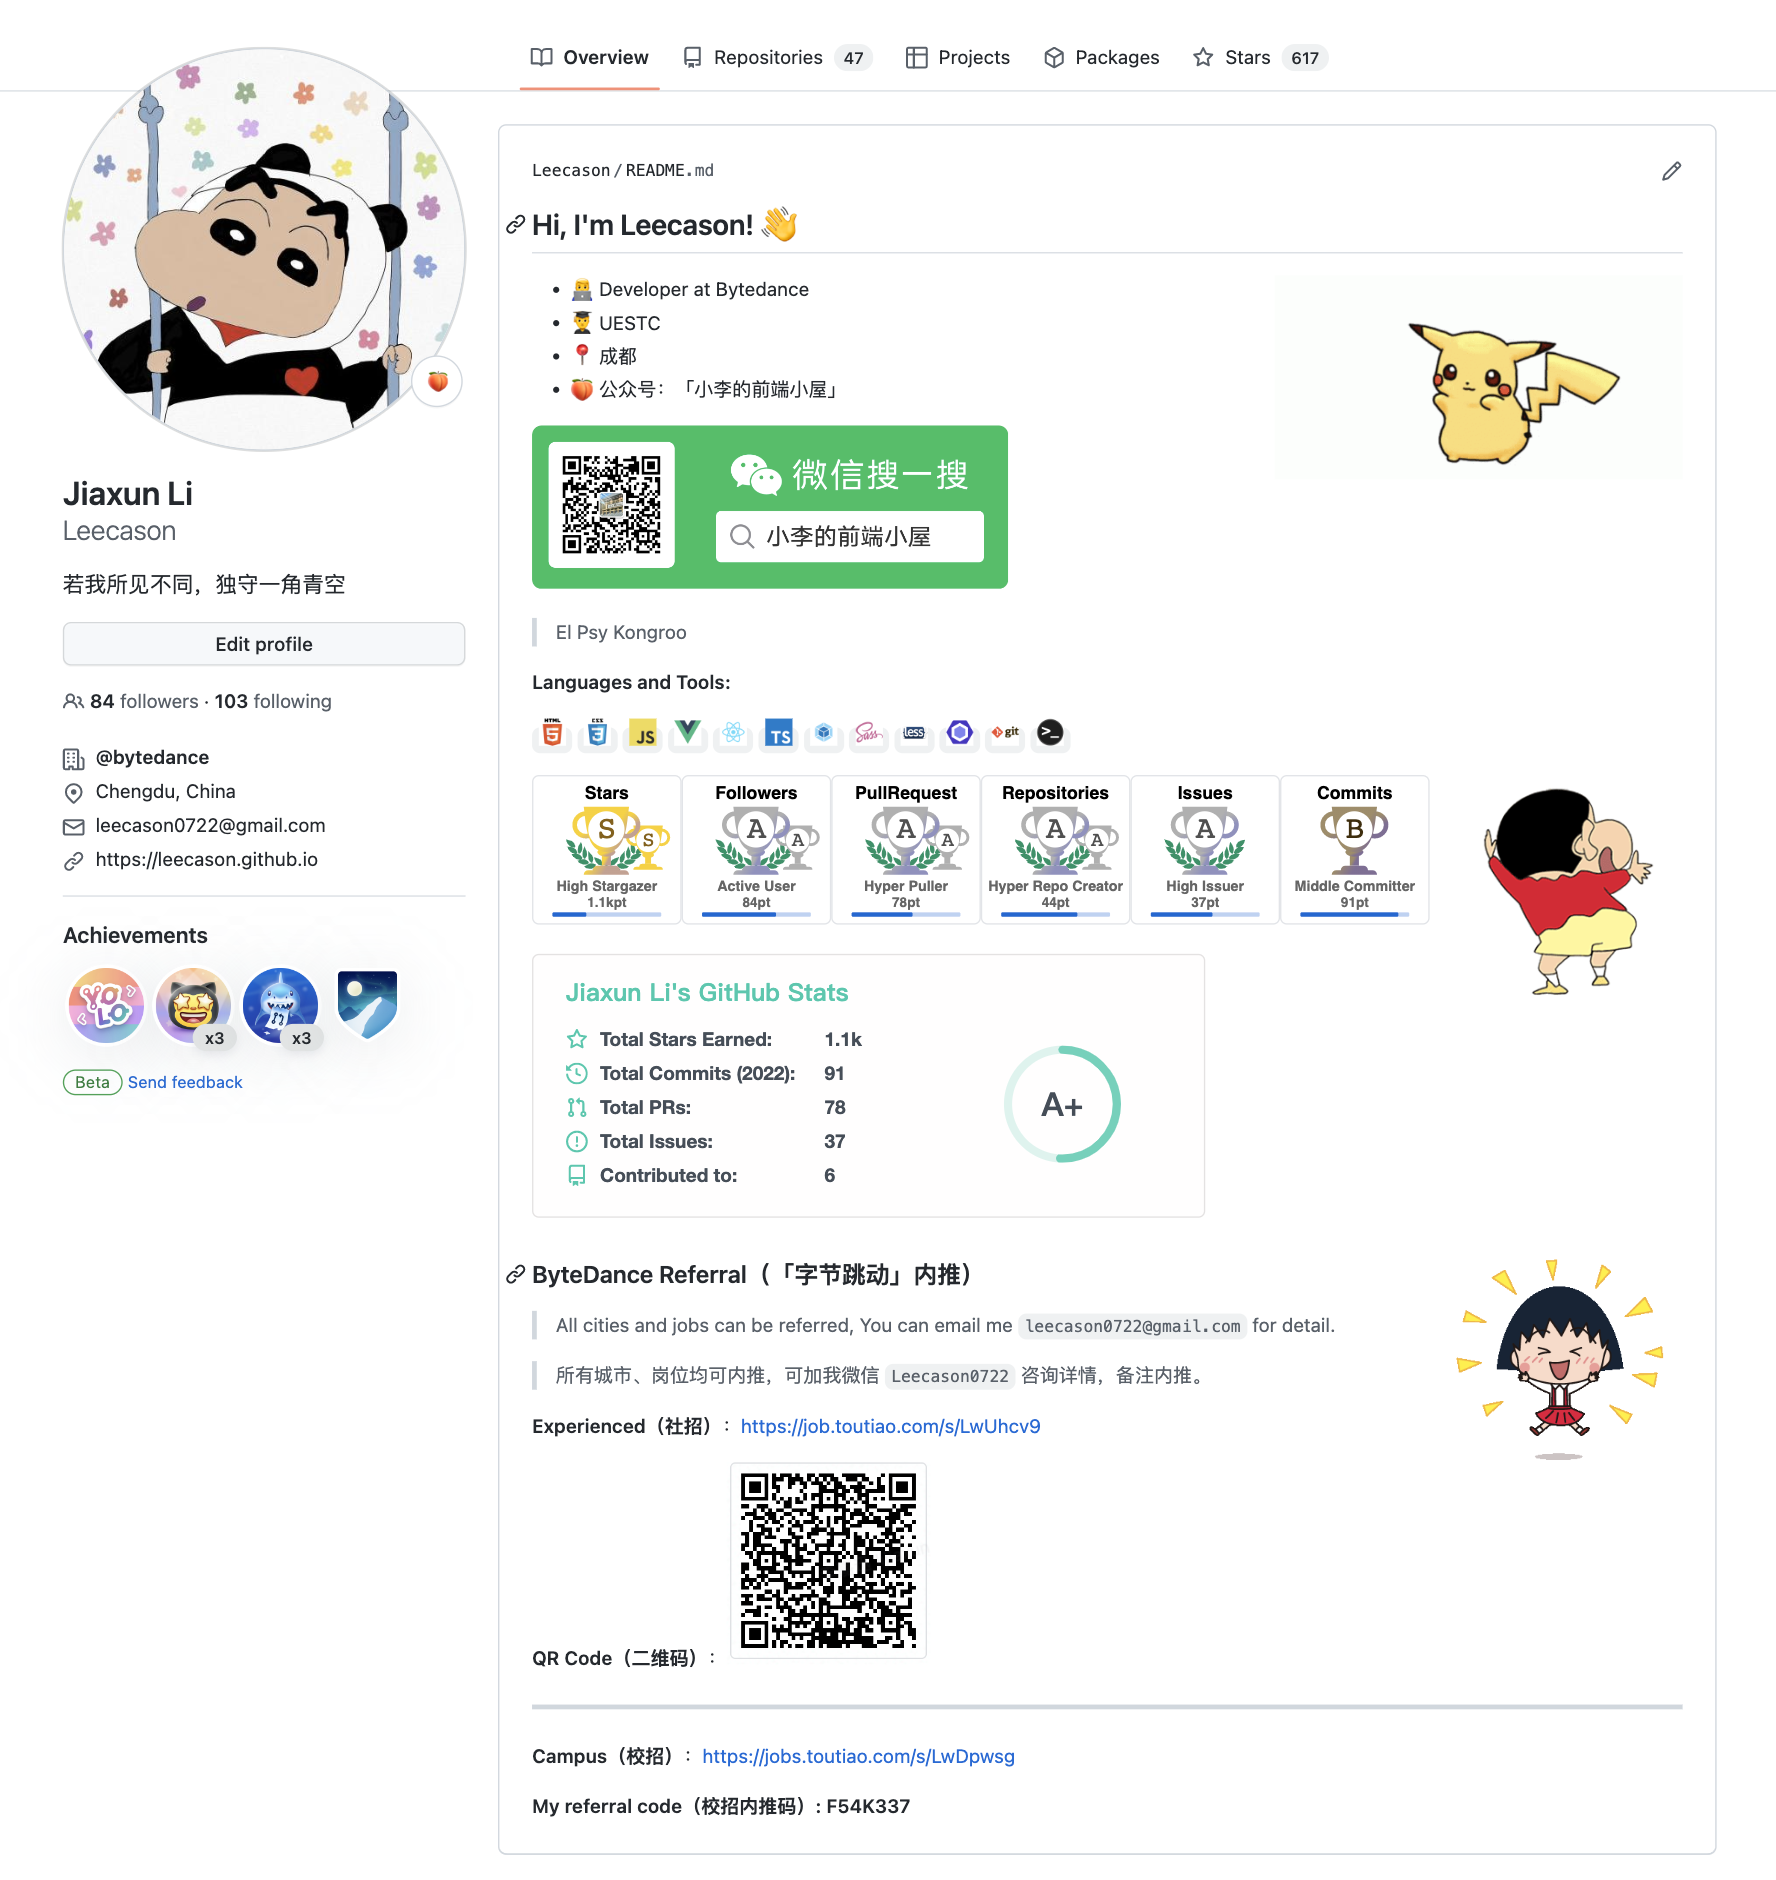 Overview
Repositories 47
Projects
Packages
Stars 617
Jiaxun Li
Leecason
若我所见不同，独守一角青空
Edit profile
84 followers · 103 following
@bytedance
Chengdu, China
leecason0722@gmail.com
https://leecason.github.io
Achievements
YOLO
x3
x3
Beta Send feedback
Leecason/README.md
Hi, I'm Leecason! 👋
👨‍💻 Developer at Bytedance
👨‍🎓 UESTC
📍 成都
🍑 公众号：「小李的前端小屋」
微信搜一搜
小李的前端小屋
El Psy Kongroo
Languages and Tools:
HTML 5 CSS 3 JS TS Sass less git >_
Stars
S S
High Stargazer
1.1kpt
Followers
A A
Active User
84pt
PullRequest
A A
Hyper Puller
78pt
Repositories
A A
Hyper Repo Creator
44pt
Issues
A
High Issuer
37pt
Commits
B
Middle Committer
91pt
Jiaxun Li's GitHub Stats
Total Stars Earned: 1.1k
Total Commits (2022): 91
Total PRs: 78
Total Issues: 37
Contributed to: 6
A+
ByteDance Referral（「字节跳动」内推）
All cities and jobs can be referred, You can email me leecason0722@gmail.com for detail.
所有城市、岗位均可内推，可加我微信 Leecason0722 咨询详情，备注内推。
Experienced（社招）：https://job.toutiao.com/s/LwUhcv9
QR Code（二维码）：
Campus（校招）：https://jobs.toutiao.com/s/LwDpwsg
My referral code（校招内推码）: F54K337